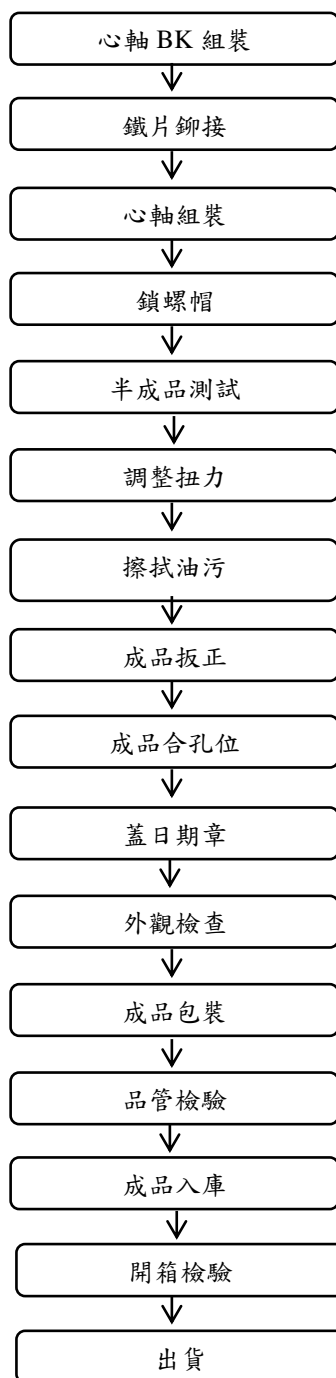 心軸 BK 組裝
鐵片鉚接
心軸組裝
鎖螺帽
半成品測試
調整扭力
擦拭油污
成品扳正
成品合孔位
蓋日期章
外觀檢查
成品包裝
品管檢驗
成品入庫
開箱檢驗
出貨